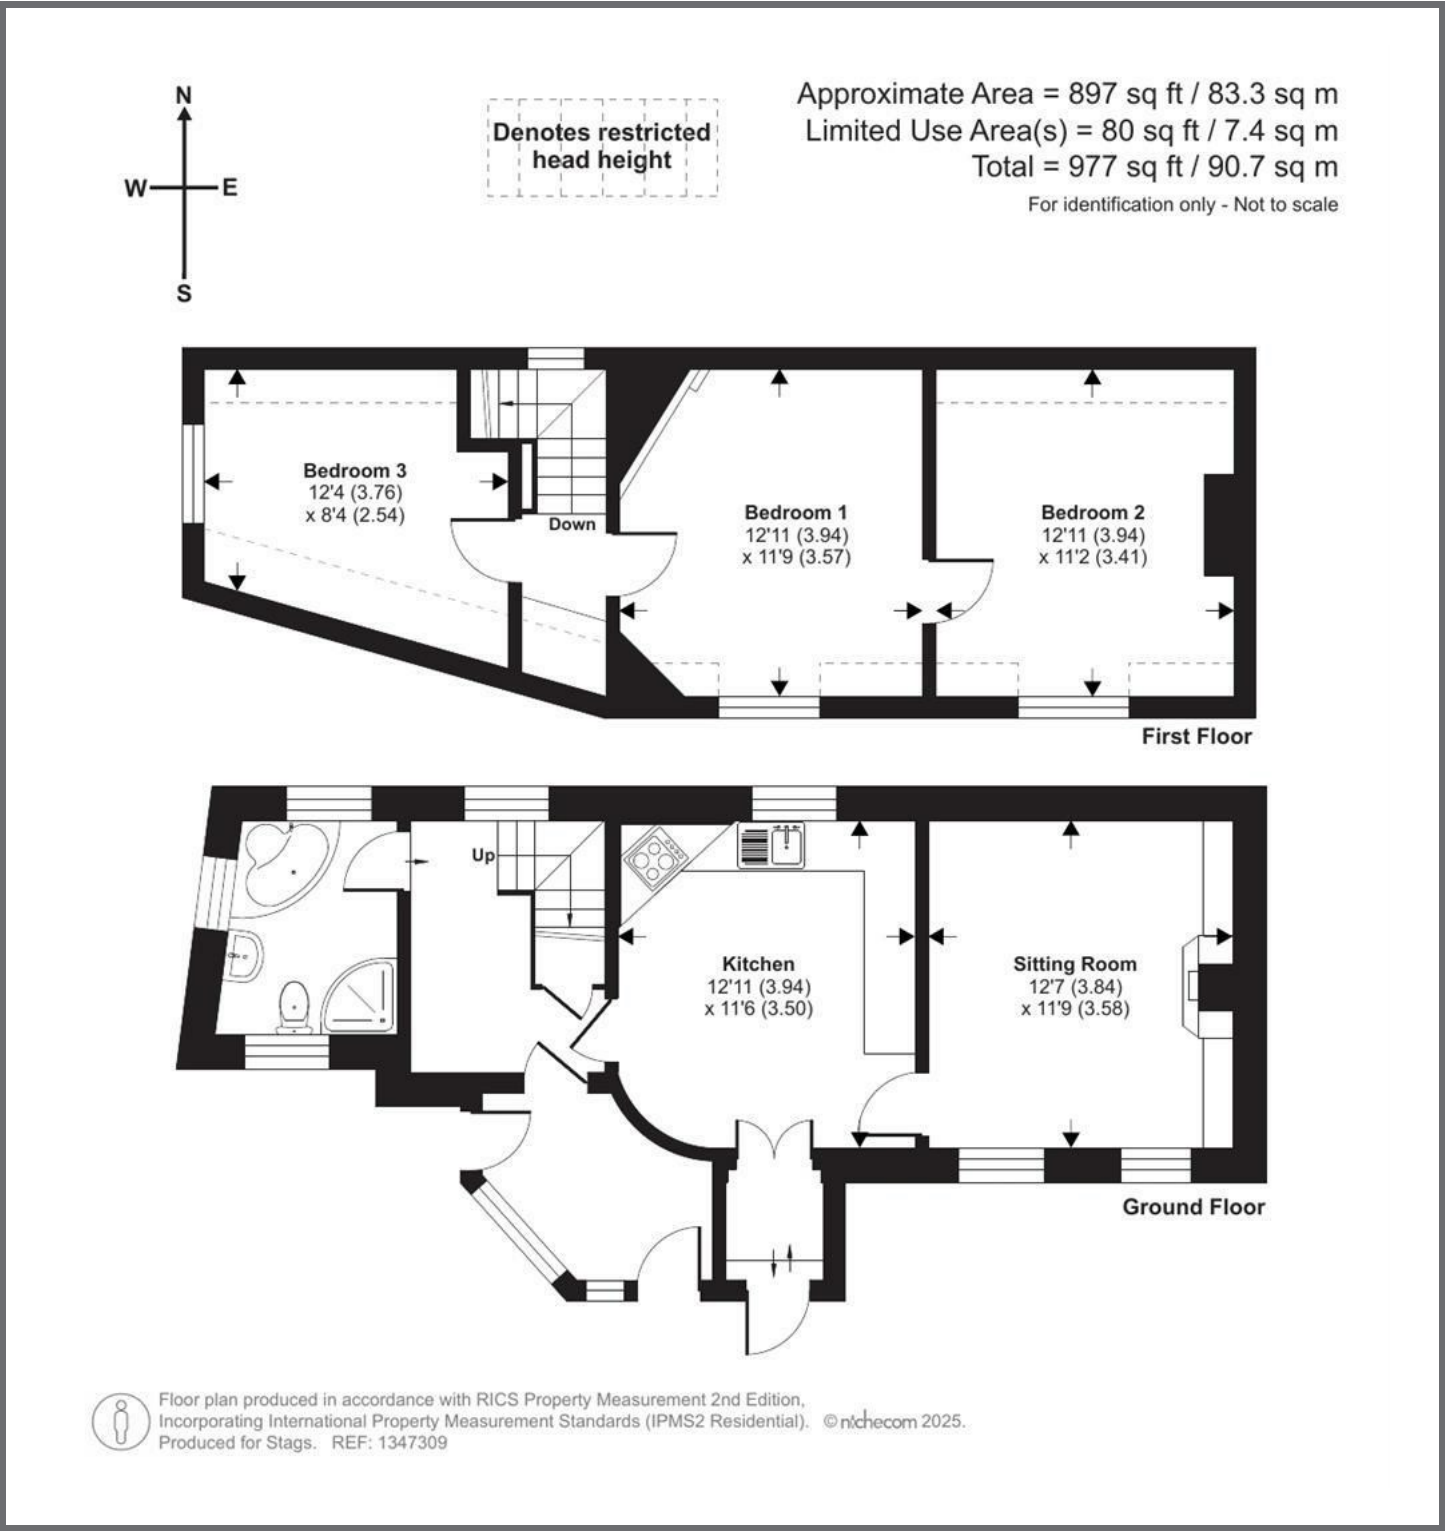 N
W
E
S
Denotes restricted
head height
Approximate Area = 897 sq ft / 83.3 sq m
Limited Use Area(s) = 80 sq ft / 7.4 sq m
Total = 977 sq ft / 90.7 sq m
For identification only - Not to scale
Bedroom 3
12'4 (3.76)
x 8'4 (2.54)
Down
Bedroom 1
12'11 (3.94)
x 11'9 (3.57)
Bedroom 2
12'11 (3.94)
x 11'2 (3.41)
First Floor
Up
Kitchen
12'11 (3.94)
x 11'6 (3.50)
Sitting Room
12'7 (3.84)
x 11'9 (3.58)
Ground Floor
Floor plan produced in accordance with RICS Property Measurement 2nd Edition,
Incorporating International Property Measurement Standards (IPMS2 Residential). © nichecom 2025.
Produced for Stags. REF: 1347309